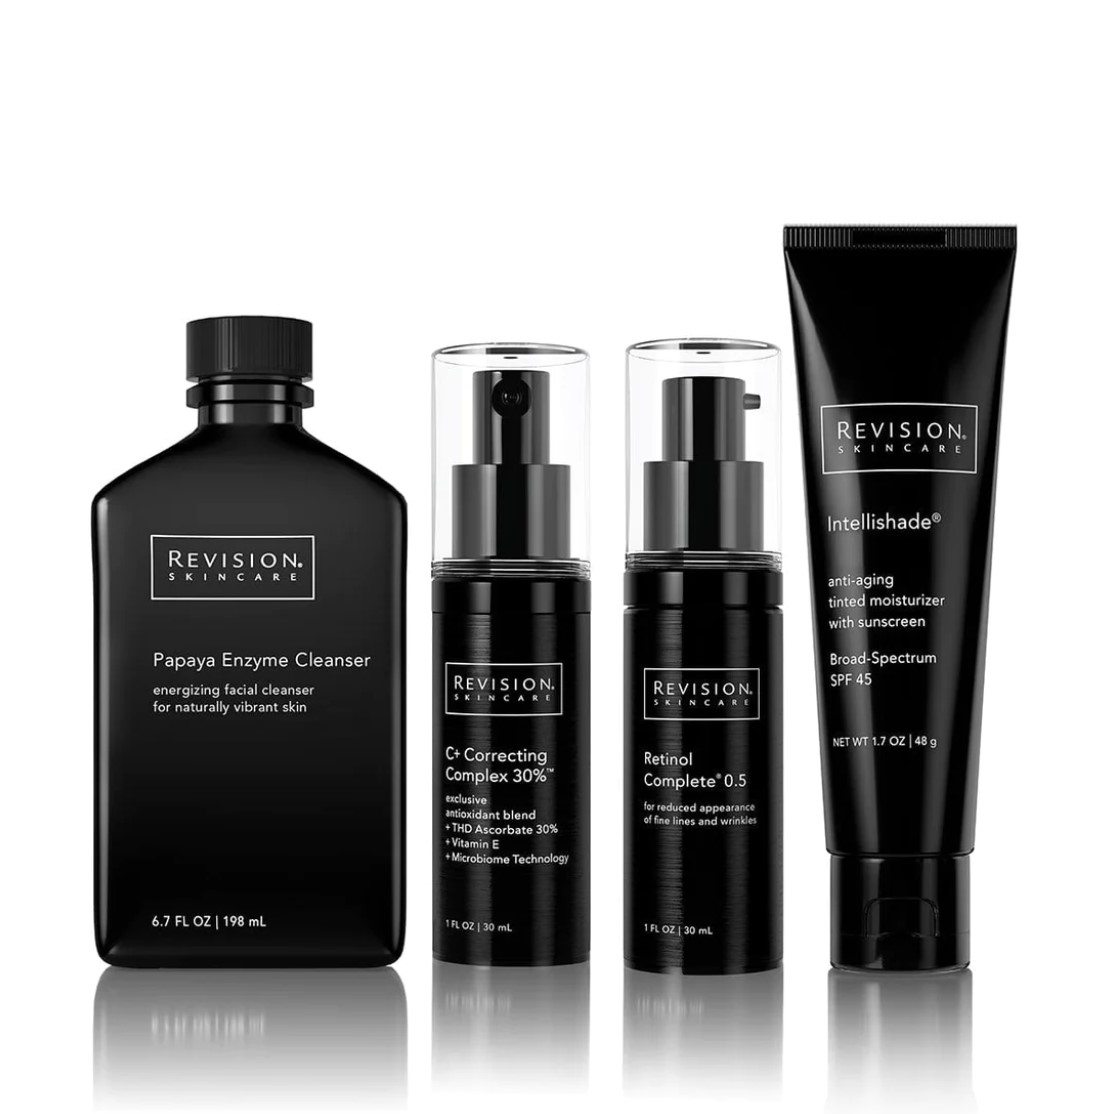 REVISION.
SKINCARE
Papaya Enzyme Cleanser
energizing facial cleanser
for naturally vibrant skin
6.7 FL OZ | 198 mL
REVISION.
SKINCARE
C+ Correcting
Complex 30%™
exclusive
antioxidant blend
+ THD Ascorbate 30%
+ Vitamin E
+ Microbiome Technology
1 FL OZ | 30 mL
REVISION.
SKINCARE
Retinol
Complete® 0.5
for reduced appearance
of fine lines and wrinkles
1 FL OZ | 30 mL
REVISION®
SKINCARE
Intellishade®
anti-aging
tinted moisturizer
with sunscreen
Broad-Spectrum
SPF 45
NET WT 1.7 OZ | 48 g